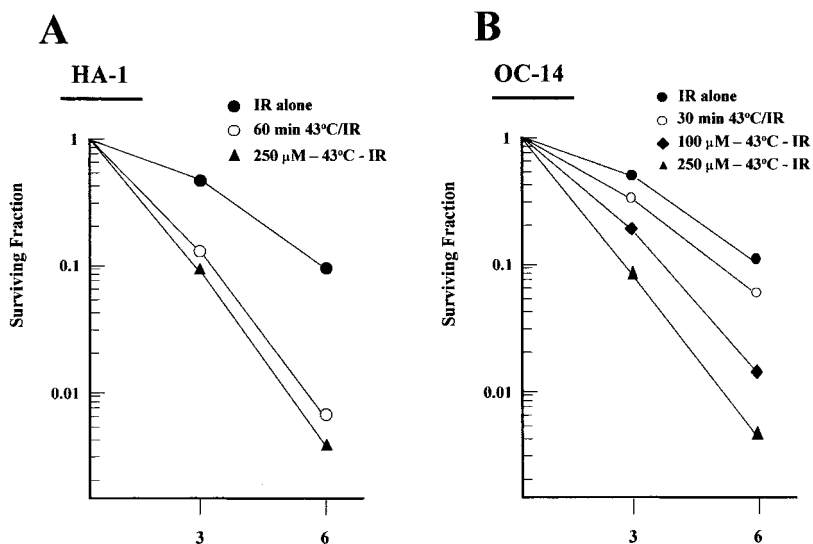 A
HA-1
IR alone
60 min 43°C/IR
250 µM – 43°C - IR
Surviving Fraction
1
0.1
0.01
3
6
B
OC-14
IR alone
30 min 43°C/IR
100 µM – 43°C - IR
250 µM – 43°C - IR
Surviving Fraction
1
0.1
0.01
3
6